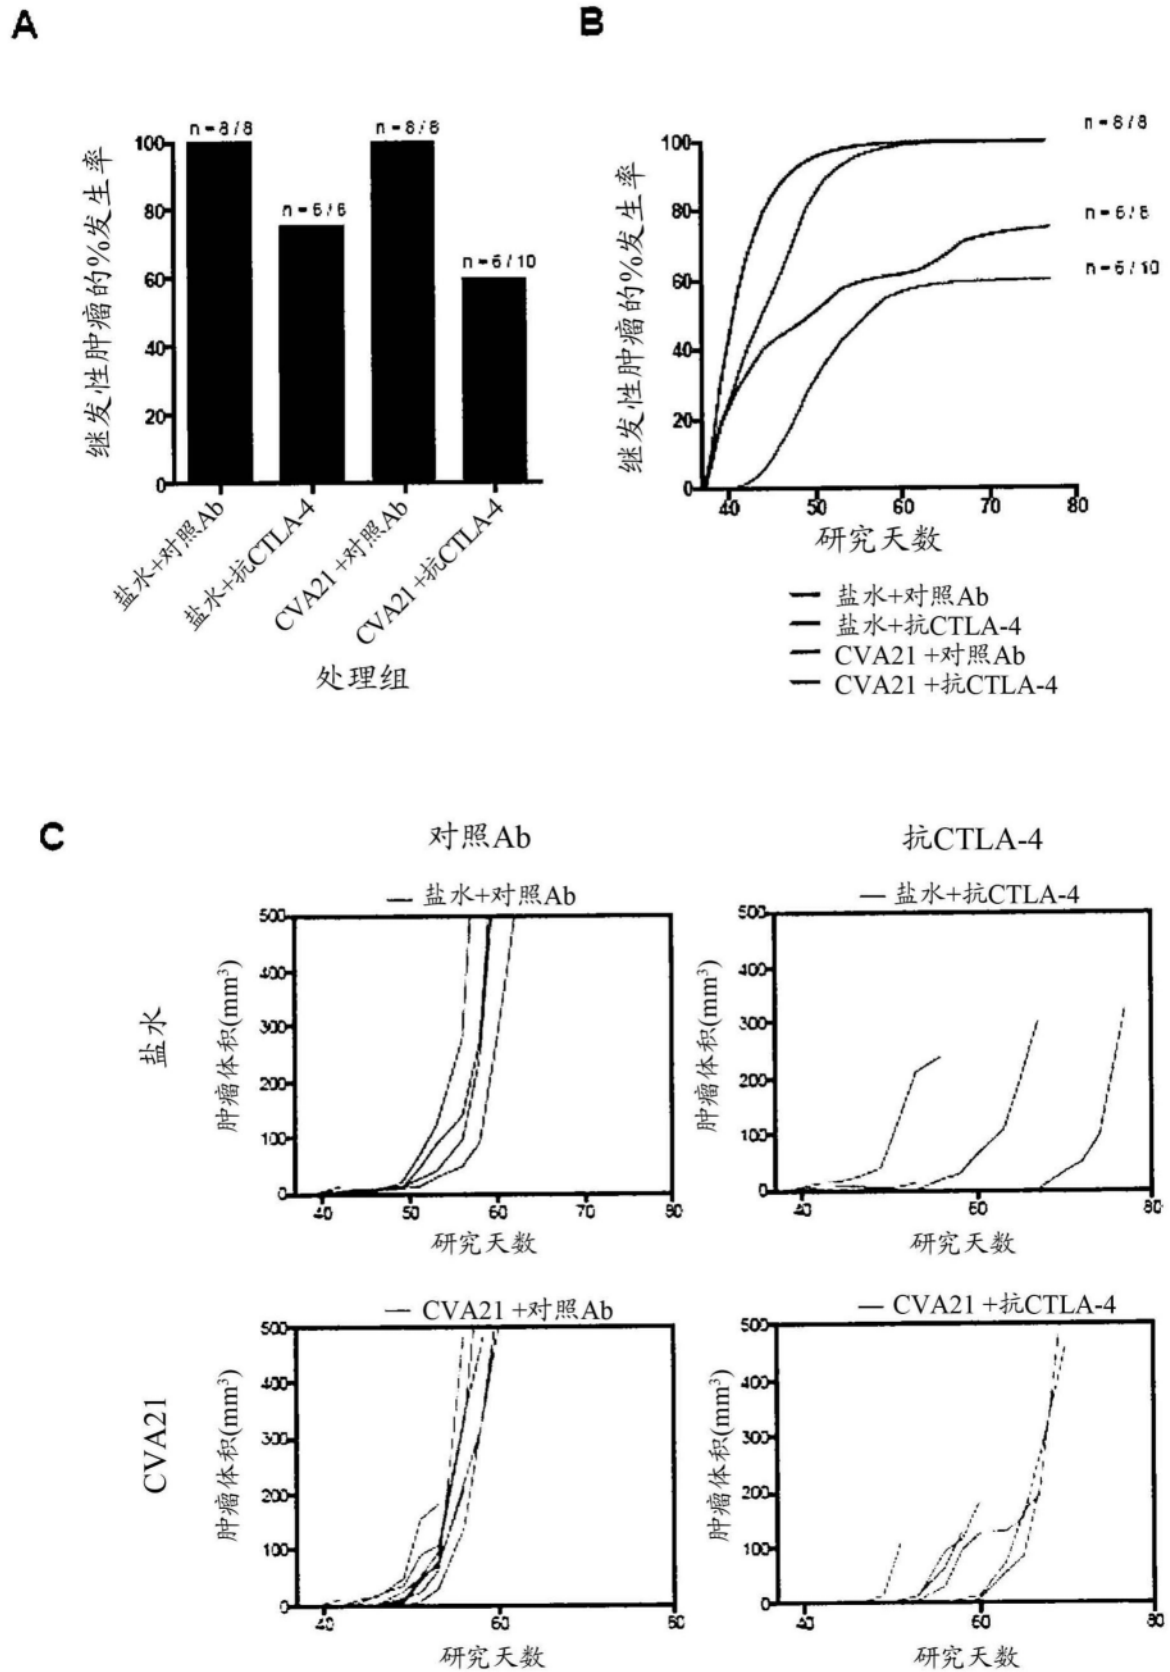 A
n=8/8
n=6/8
n=8/8
n=6/10
100
80
60
40
20
0
继发性肿瘤的%发生率
盐水+对照Ab
盐水+抗CTLA-4
CVA21+对照Ab
CVA21+抗CTLA-4
处理组
B
n=8/8
n=6/8
n=6/10
100
80
60
40
20
0
继发性肿瘤的%发生率
40 50 60 70 80
研究天数
盐水+对照Ab
盐水+抗CTLA-4
CVA21+对照Ab
CVA21+抗CTLA-4
C
对照Ab
抗CTLA-4
盐水
盐水+对照Ab
500
400
300
200
100
0
肿瘤体积(mm³)
40 50 60 70 80
研究天数
盐水+抗CTLA-4
500
400
300
200
100
0
肿瘤体积(mm³)
40 60 80
研究天数
CVA21
CVA21+对照Ab
500
400
300
200
100
0
肿瘤体积(mm³)
40 60 80
研究天数
CVA21+抗CTLA-4
500
400
300
200
100
0
肿瘤体积(mm³)
40 60 80
研究天数